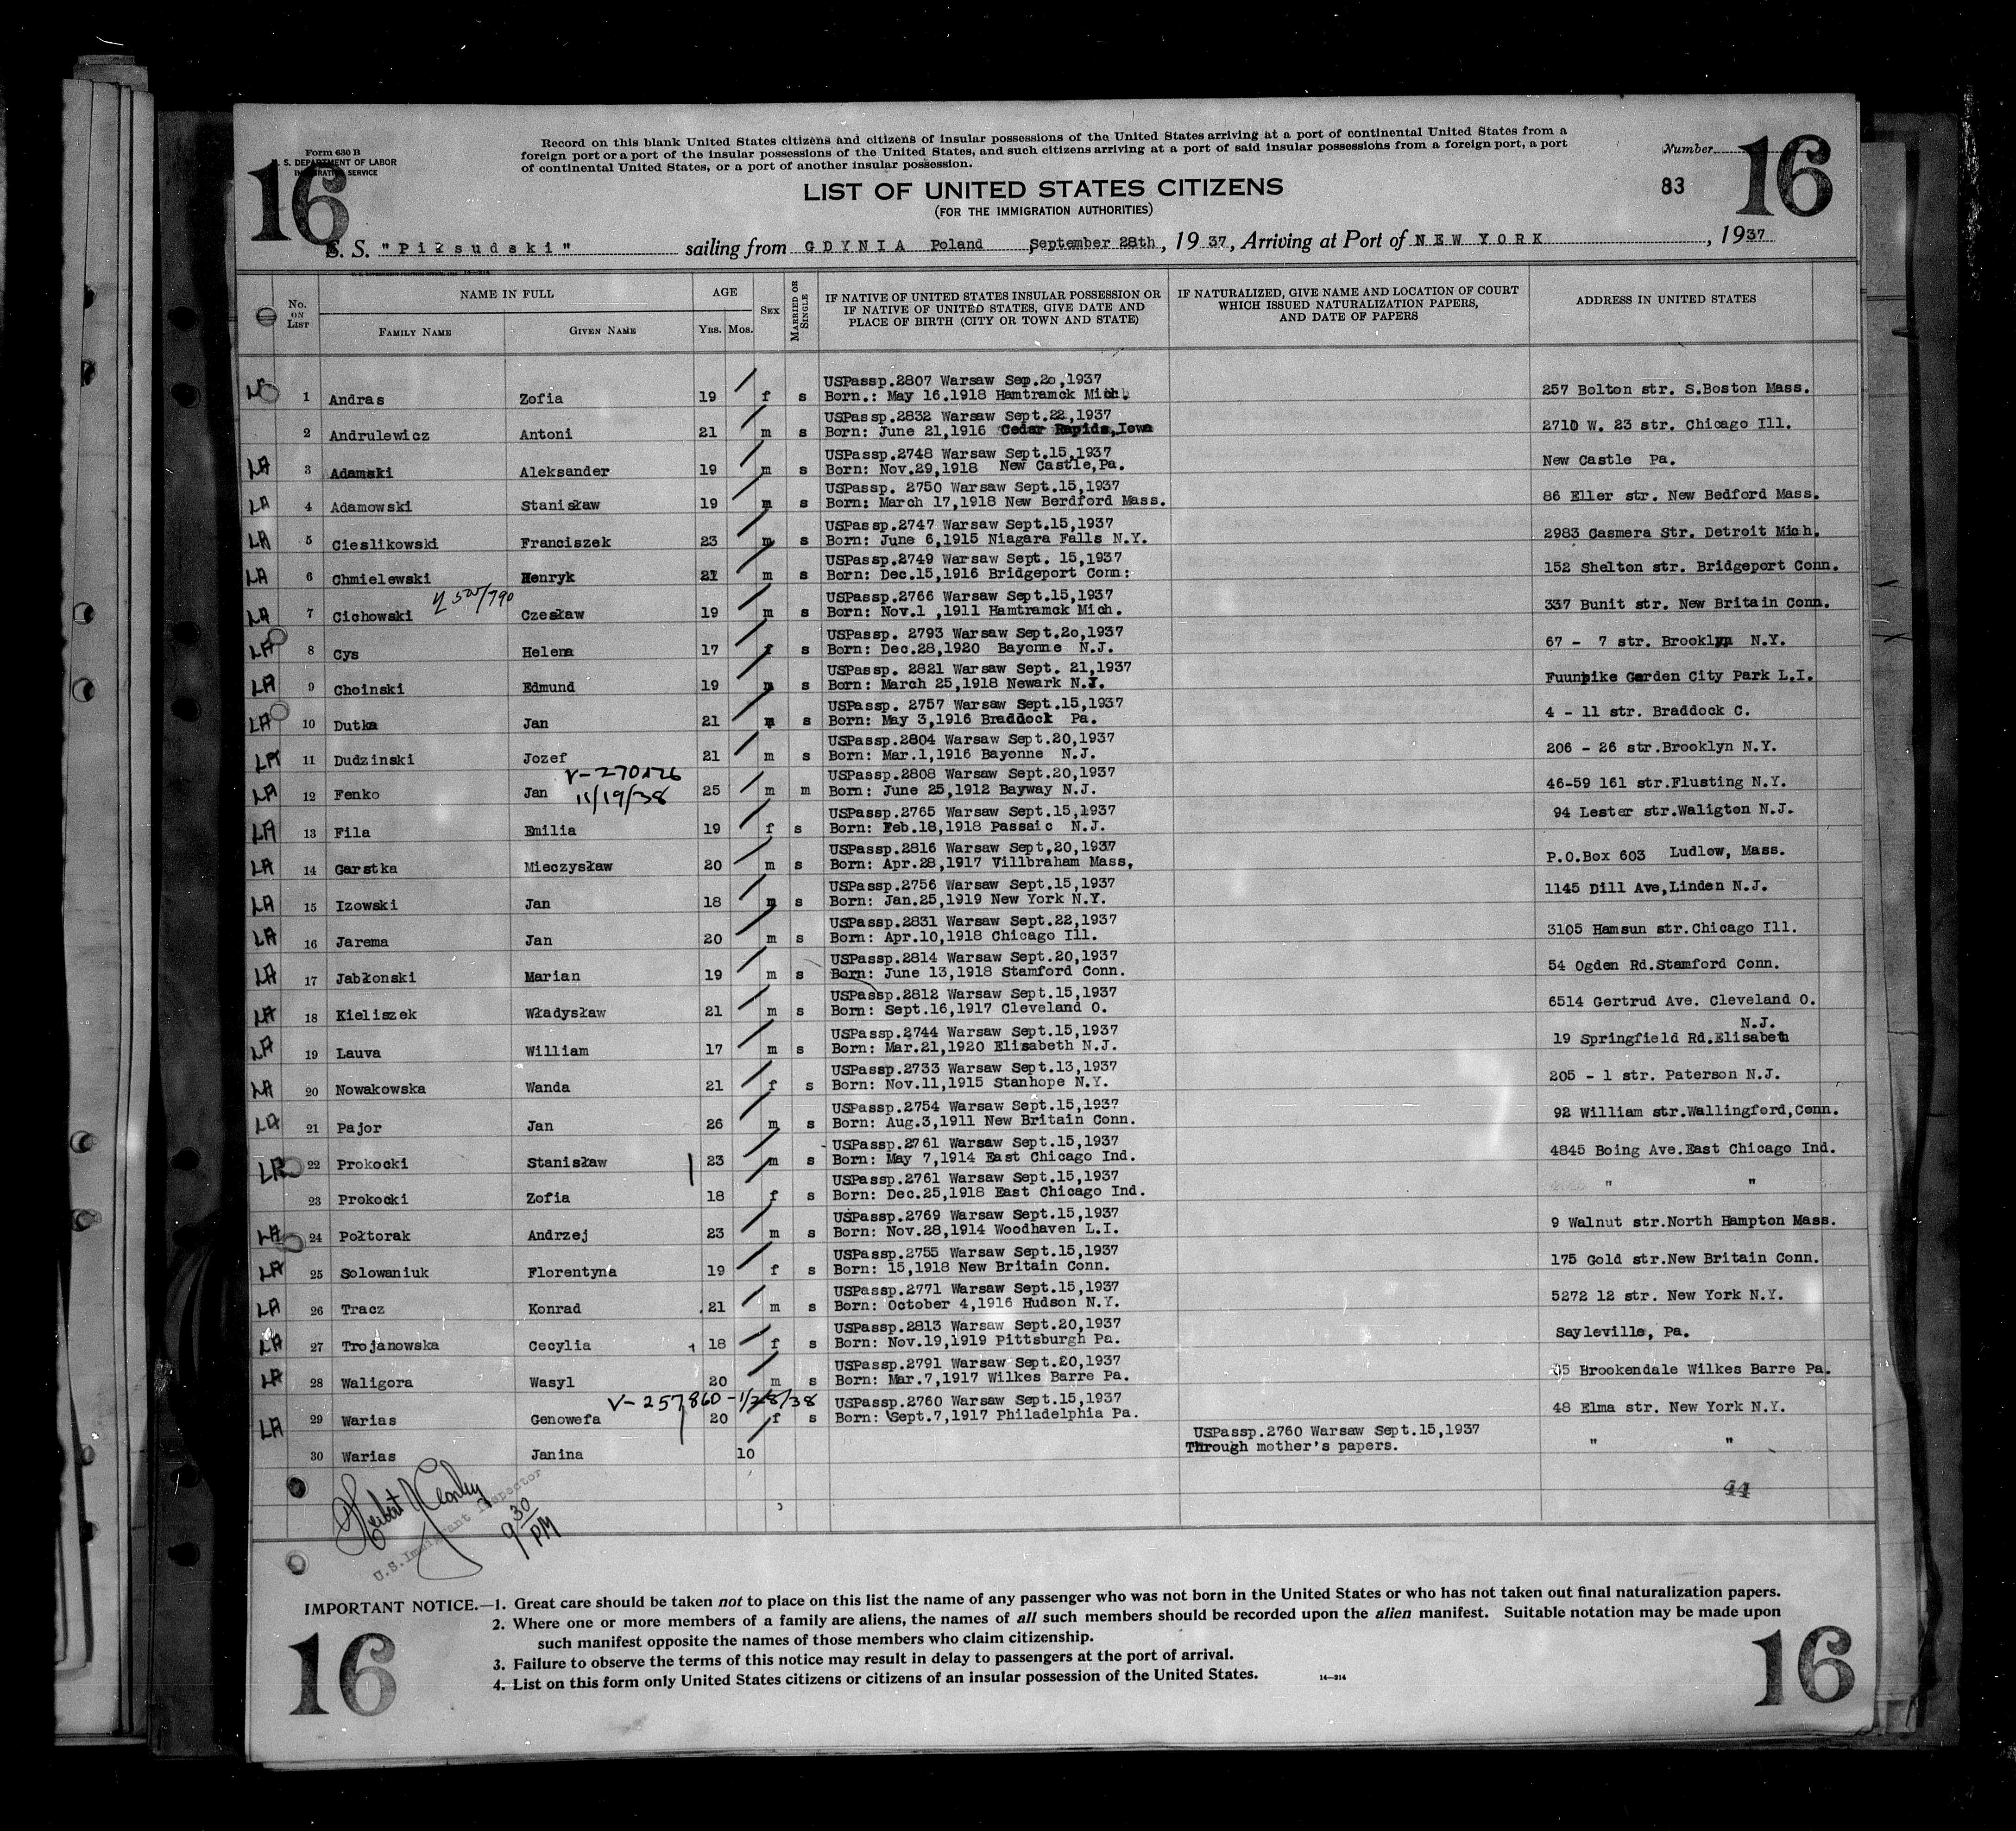 Form 630 B
U. S. DEPARTMENT OF LABOR
IMMIGRATION SERVICE
16
Record on this blank United States citizens and citizens of insular possessions of the United States arriving at a port of continental United States from a
foreign port or a port of the insular possessions of the United States, and such citizens arriving at a port of said insular possessions from a foreign port, a port
of continental United States, or a port of another insular possession.
Number
16
83
LIST OF UNITED STATES CITIZENS
(FOR THE IMMIGRATION AUTHORITIES)
S. S. "Piłsudski" sailing from GDYNIA Poland September 28th, 1937, Arriving at Port of NEW YORK, 1937
No. ON LIST
NAME IN FULL
FAMILY NAME
GIVEN NAME
AGE
YRS. MOS.
SEX
MARRIED OR SINGLE
IF NATIVE OF UNITED STATES INSULAR POSSESSION OR
IF NATIVE OF UNITED STATES, GIVE DATE AND
PLACE OF BIRTH (CITY OR TOWN AND STATE)
IF NATURALIZED, GIVE NAME AND LOCATION OF COURT
WHICH ISSUED NATURALIZATION PAPERS,
AND DATE OF PAPERS
ADDRESS IN UNITED STATES
USPassp.2807 Warsaw Sep.20,1937
1 Andras Zofia 19 f s Born.: May 16.1918 Hamtramck Mich. 257 Bolton str. S.Boston Mass.
USPassp.2832 Warsaw Sept.22,1937
2 Andrulewicz Antoni 21 m s Born: June 21,1916 Cedar Rapids,Iowa 2710 W. 23 str. Chicago Ill.
USPassp.2748 Warsaw Sept.15,1937
LA 3 Adamski Aleksander 19 m s Born: Nov.29,1918 New Castle,Pa. New Castle Pa.
USPassp. 2750 Warsaw Sept.15,1937
LA 4 Adamowski Stanisław 19 m s Born: March 17,1918 New Berdford Mass. 86 Eller str. New Bedford Mass.
USPassp.2747 Warsaw Sept.15,1937
LA 5 Cieslikowski Franciszek 23 m s Born: June 6,1915 Niagara Falls N.Y. 2983 Casmera Str. Detroit Mich.
USPassp.2749 Warsaw Sept. 15,1937
LA 6 Chmielewski Henryk 21 m s Born: Dec.15,1916 Bridgeport Conn: 152 Shelton str. Bridgeport Conn.
USPassp.2766 Warsaw Sept.15,1937
LA 7 Cichowski Czesław 19 m s Born: Nov.1 ,1911 Hamtramck Mich. 337 Bunit str. New Britain Conn.
USPassp. 2793 Warsaw Sept.20,1937
LA 8 Cys Helena 17 f s Born: Dec.28,1920 Bayonne N.J. 67 - 7 str. Brooklyn N.Y.
USPassp. 2821 Warsaw Sept. 21,1937
LA 9 Choinski Edmund 19 m s Born: March 25,1918 Newark N.J. Fuunpike Garden City Park L.I.
USPassp. 2757 Warsaw Sept.15,1937
LA 10 Dutka Jan 21 m s Born: May 3,1916 Braddock Pa. 4 - 11 str. Braddock C.
USPassp.2804 Warsaw Sept.20,1937
LA 11 Dudzinski Jozef 21 m s Born: Mar.1,1916 Bayonne N.J. 206 - 26 str.Brooklyn N.Y.
USPassp.2808 Warsaw Sept.20,1937
LA 12 Fenko Jan 11/19/38 25 m m Born: June 25,1912 Bayway N.J. 46-59 161 str.Flusting N.Y.
USPassp.2765 Warsaw Sept.15,1937
LA 13 Fila Emilia 19 f s Born: Feb.18,1918 Passaic N.J. 94 Lester str.Waligton N.J.
USPassp.2816 Warsaw Sept,20,1937
LA 14 Garstka Mieczysław 20 m s Born: Apr.28,1917 Villbraham Mass, P.O.Box 603 Ludlow, Mass.
USPassp.2756 Warsaw Sept.15,1937
LA 15 Izowski Jan 18 m s Born: Jan.25,1919 New York N.Y. 1145 Dill Ave,Linden N.J.
USPassp.2831 Warsaw Sept.22,1937
LA 16 Jarema Jan 20 m s Born: Apr.10,1918 Chicago Ill. 3105 Hamsun str.Chicago Ill.
USPassp.2814 Warsaw Sept.20,1937
LA 17 Jabłonski Marian 19 m s Born: June 13,1918 Stamford Conn. 54 Ogden Rd.Stamford Conn.
USPassp.2812 Warsaw Sept.15,1937
LA 18 Kieliszek Władysław 21 m s Born: Sept.16,1917 Cleveland O. 6514 Gertrud Ave. Cleveland O.
USPassp.2744 Warsaw Sept.15,1937 N.J.
LA 19 Lauva William 17 m s Born: Mar.21,1920 Elisabeth N.J. 19 Springfield Rd.Elisabeth
USPassp.2733 Warsaw Sept.13,1937
LA 20 Nowakowska Wanda 21 f s Born: Nov.11,1915 Stanhope N.Y. 205 - 1 str. Paterson N.J.
USPassp.2754 Warsaw Sept.15,1937
LA 21 Pajor Jan 26 m s Born: Aug.3,1911 New Britain Conn. 92 William str.Wallingford,Conn.
USPassp.2761 Warsaw Sept.15,1937
LA 22 Prokocki Stanisław 23 m s Born: May 7,1914 East Chicago Ind. 4845 Boing Ave.East Chicago Ind.
USPassp.2761 Warsaw Sept.15,1937
23 Prokocki Zofia 18 f s Born: Dec.25,1918 East Chicago Ind. " "
USPassp.2769 Warsaw Sept.15,1937
LA 24 Połtorak Andrzej 23 m s Born: Nov.28,1914 Woodhaven L.I. 9 Walnut str.North Hampton Mass.
USPassp.2755 Warsaw Sept.15,1937
LA 25 Solowaniuk Florentyna 19 f s Born: 15,1918 New Britain Conn. 175 Gold str.New Britain Conn.
USPassp.2771 Warsaw Sept.15,1937
LA 26 Tracz Konrad 21 m s Born: October 4,1916 Hudson N.Y. 5272 12 str. New York N.Y.
USPassp.2813 Warsaw Sept.20,1937
LA 27 Trojanowska Cecylia 18 f s Born: Nov.19,1919 Pittsburgh Pa. Sayleville, Pa.
USPassp.2791 Warsaw Sept.20,1937
LA 28 Waligora Wasyl 20 m s Born: Mar.7,1917 Wilkes Barre Pa. Brookendale Wilkes Barre Pa.
V-257860-1/28/38 USPassp.2760 Warsaw Sept.15,1937
LA 29 Warias Genowefa 20 f s Born: Sept.7,1917 Philadelphia Pa. 48 Elma str. New York N.Y.
USPassp.2760 Warsaw Sept.15,1937
30 Warias Janina 10 Through mother's papers. " "
44
U.S. Immigrant Inspector
9 30 PM
IMPORTANT NOTICE.—1. Great care should be taken not to place on this list the name of any passenger who was not born in the United States or who has not taken out final naturalization papers.
2. Where one or more members of a family are aliens, the names of all such members should be recorded upon the alien manifest. Suitable notation may be made upon
such manifest opposite the names of those members who claim citizenship.
3. Failure to observe the terms of this notice may result in delay to passengers at the port of arrival.
4. List on this form only United States citizens or citizens of an insular possession of the United States.
14—214
16
16